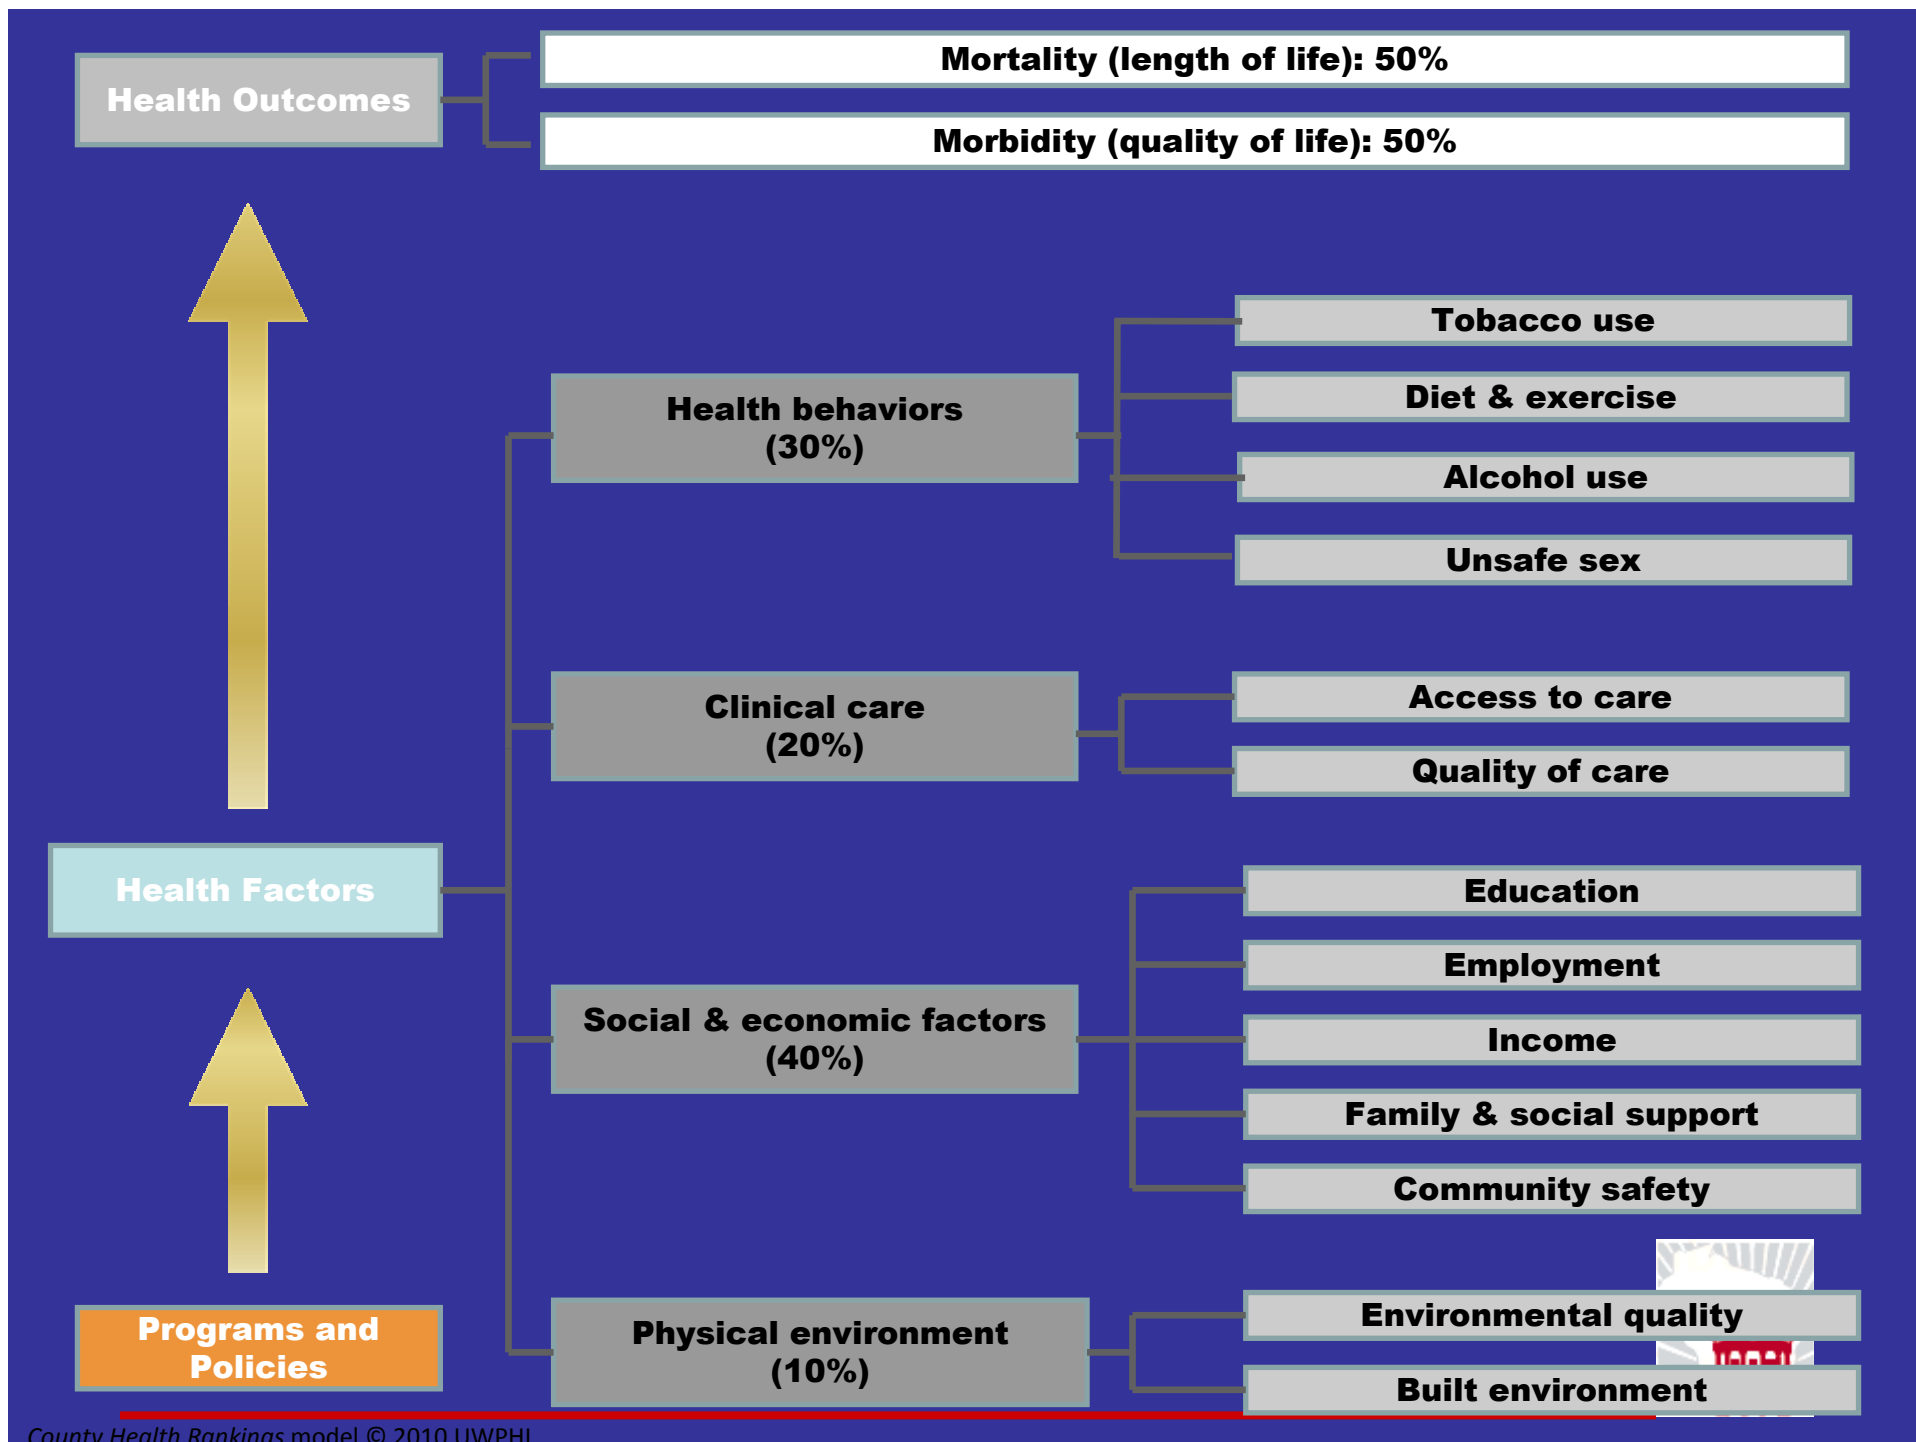 Health Outcomes
Mortality (length of life): 50%
Morbidity (quality of life): 50%
Tobacco use
Health behaviors
(30%)
Diet & exercise
Alcohol use
Unsafe sex
Clinical care
(20%)
Access to care
Quality of care
Health Factors
Education
Employment
Social & economic factors
(40%)
Income
Family & social support
Community safety
Programs and
Policies
Physical environment
(10%)
Environmental quality
Built environment
County Health Rankings model © 2010 UWPHI